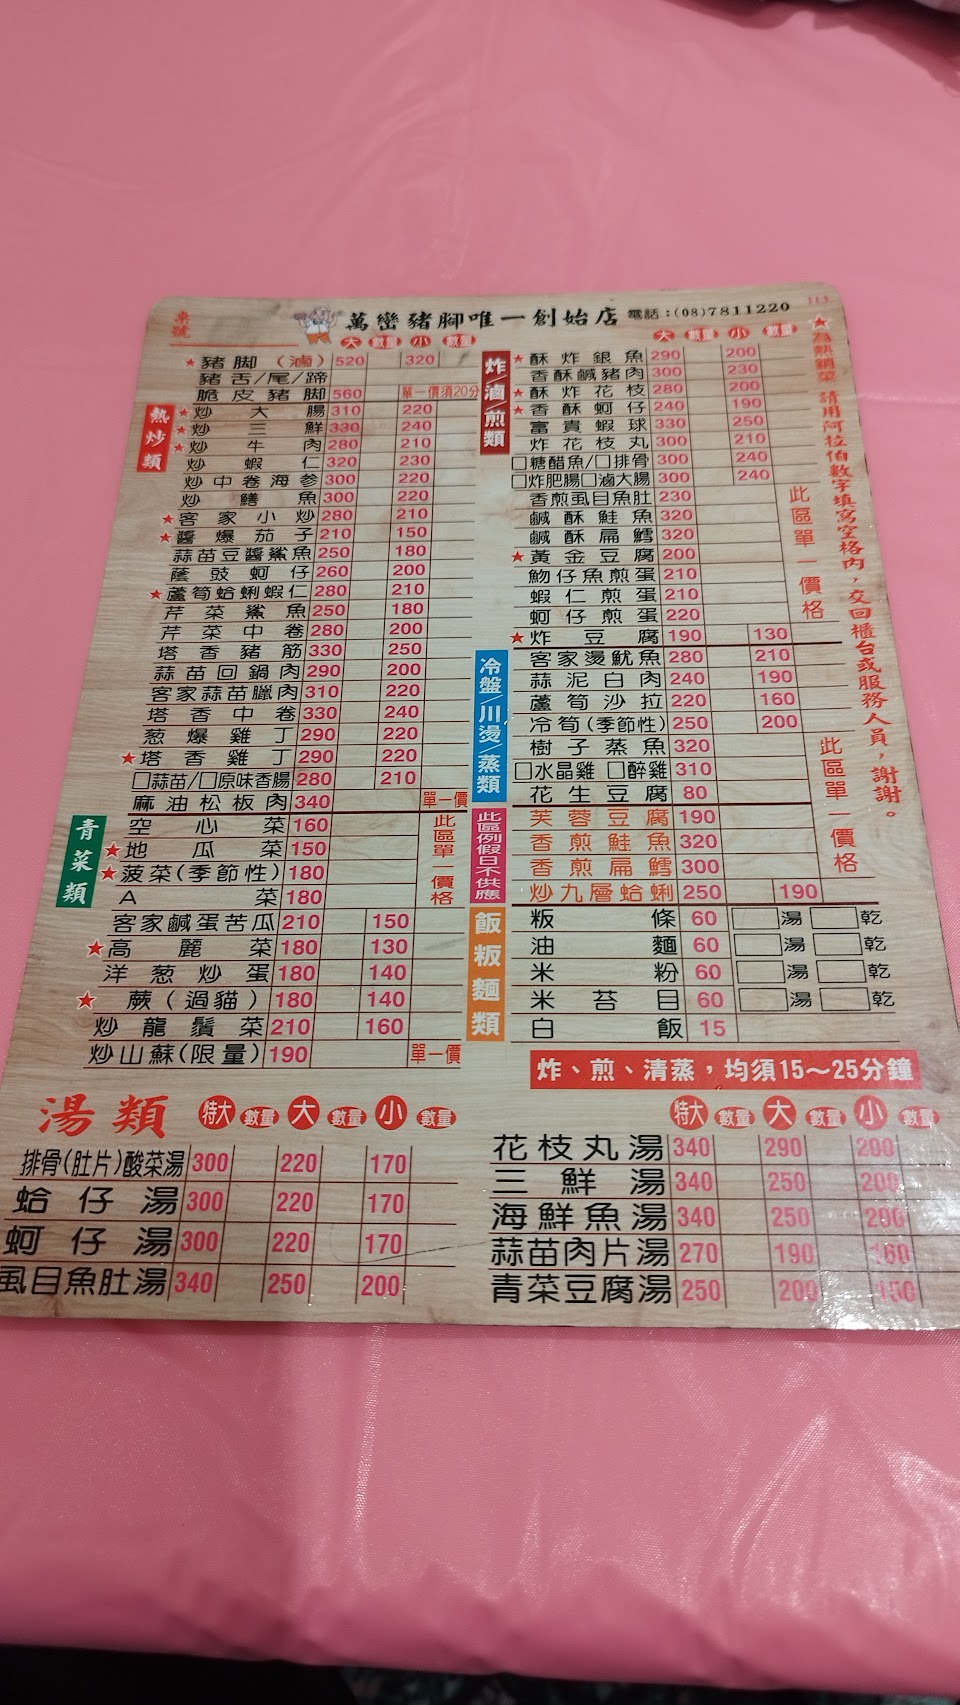 桌號
萬巒豬腳唯一創始店 電話:(08)7811220
113
大 數量 小 數量
★豬腳(滷) 520 320
豬舌/尾/蹄
脆皮豬腳 560 單一價須20分
熱炒類
★炒大腸 310 220
★炒三鮮 330 240
★炒牛肉 280 210
炒蝦仁 320 230
炒中卷海參 300 220
炒鱔魚 300 220
★客家小炒 280 210
★醬爆茄子 210 150
蒜苗豆醬鯊魚 250 180
蔭豉蚵仔 260 200
★蘆筍蛤蜊蝦仁 280 210
芹菜鯊魚 250 180
芹菜中卷 280 200
塔香豬筋 330 250
蒜苗回鍋肉 290 200
客家蒜苗臘肉 310 220
塔香中卷 330 240
葱爆雞丁 290 220
★塔香雞丁 290 220
□蒜苗/□原味香腸 280 210
麻油松板肉 340 單一價
青菜類
空心菜 160
★地瓜菜 150
★菠菜(季節性) 180
A菜 180
此區單一價格
客家鹹蛋苦瓜 210 150
★高麗菜 180 130
洋葱炒蛋 180 140
★蕨(過貓) 180 140
炒龍鬚菜 210 160
炒山蘇(限量) 190 單一價
大 數量 小 數量
炸/滷/煎類
★酥炸銀魚 290 200
香酥鹹豬肉 300 230
★酥炸花枝 280 200
★香酥蚵仔 240 190
富貴蝦球 330 250
炸花枝丸 300 210
□糖醋魚/□排骨 300 240
□炸肥腸□滷大腸 300 240
香煎虱目魚肚 230
鹹酥鮭魚 320
鹹酥扁鱈 320
★黃金豆腐 200
魩仔魚煎蛋 210
蝦仁煎蛋 210
蚵仔煎蛋 220
此區單一價格
★炸豆腐 190 130
冷盤/川燙/蒸類
客家燙魷魚 280 210
蒜泥白肉 240 190
蘆筍沙拉 220 160
冷筍(季節性) 250 200
樹子蒸魚 320
□水晶雞 □醉雞 310
花生豆腐 80
此區例假日不供應
芙蓉豆腐 190
香煎鮭魚 320
香煎扁鱈 300
此區單一價格
炒九層蛤蜊 250 190
飯粄麵類
粄條 60 □湯 □乾
油麵 60 □湯 □乾
米粉 60 □湯 □乾
米苔目 60 □湯 □乾
白飯 15
炸、煎、清蒸,均須15~25分鐘
★為熱銷菜 請用阿拉伯數字填寫空格內,交回櫃台或服務人員,謝謝。
湯類 特大 數量 大 數量 小 數量
排骨(肚片)酸菜湯 300 220 170
蛤仔湯 300 220 170
蚵仔湯 300 220 170
虱目魚肚湯 340 250 200
特大 數量 大 數量 小 數量
花枝丸湯 340 290 200
三鮮湯 340 250 200
海鮮魚湯 340 250 200
蒜苗肉片湯 270 190 160
青菜豆腐湯 250 200 150